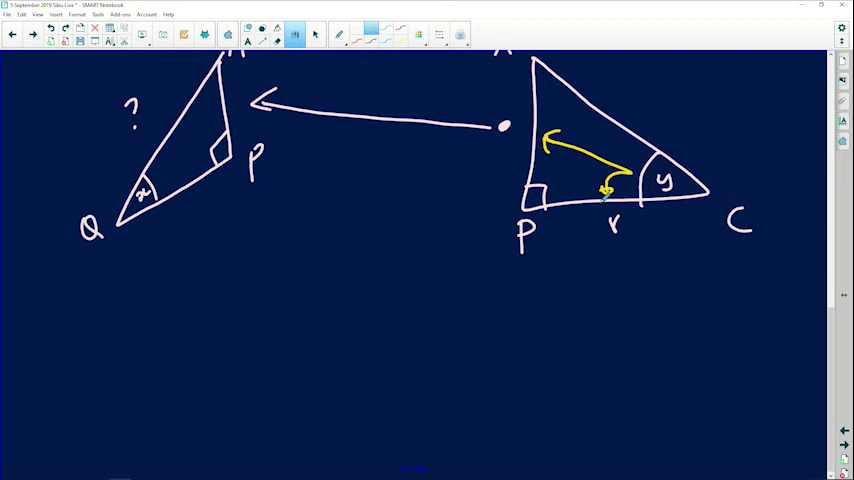 5 September 2019 Sibu Live * - SMART Notebook
File Edit View Insert Format Tools Add-ons Account Help
?
P
x
Q
y
P
r
C